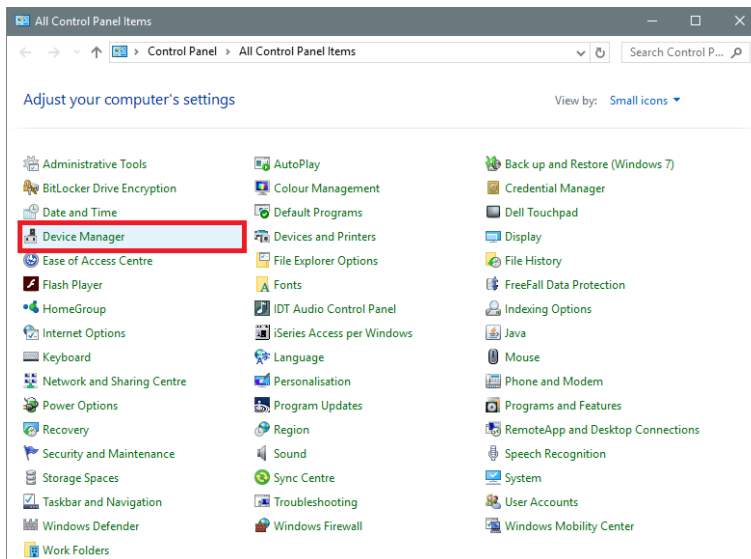 All Control Panel Items
Control Panel > All Control Panel Items
Search Control P...
Adjust your computer's settings
View by: Small icons
Administrative Tools AutoPlay Back up and Restore (Windows 7)
BitLocker Drive Encryption Colour Management Credential Manager
Date and Time Default Programs Dell Touchpad
Device Manager Devices and Printers Display
Ease of Access Centre File Explorer Options File History
Flash Player Fonts FreeFall Data Protection
HomeGroup IDT Audio Control Panel Indexing Options
Internet Options iSeries Access per Windows Java
Keyboard Language Mouse
Network and Sharing Centre Personalisation Phone and Modem
Power Options Program Updates Programs and Features
Recovery Region RemoteApp and Desktop Connections
Security and Maintenance Sound Speech Recognition
Storage Spaces Sync Centre System
Taskbar and Navigation Troubleshooting User Accounts
Windows Defender Windows Firewall Windows Mobility Center
Work Folders